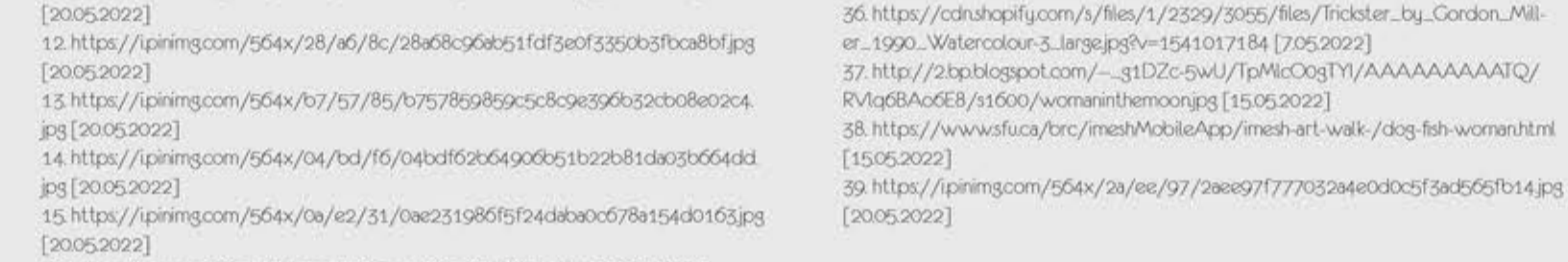 [20.05.2022]
12. https://i.pinimg.com/564x/28/a6/8c/28a68c96ab51fdf3e0f3350b3fbca8bf.jpg
[20.05.2022]
13. https://i.pinimg.com/564x/b7/57/85/b757859859c5c8c9e396b32cb08e02c4.
jpg [20.05.2022]
14. https://i.pinimg.com/564x/04/bd/f6/04bdf62b64906b51b22b81da03b664dd.
jpg [20.05.2022]
15. https://i.pinimg.com/564x/0a/e2/31/0ae231986f5f24daba0c678a154d0163.jpg
[20.05.2022]
36. https://cdn.shopify.com/s/files/1/2329/3055/files/Trickster_by_Gordon_Mill-
er_1990_Watercolour-3_large.jpg?v=1541017184 [7.05.2022]
37. http://2.bp.blogspot.com/-_g1DZc-5wU/TpMlcO0gTYI/AAAAAAAAATQ/
RVlq6BAo6E8/s1600/womaninthemoon.jpg [15.05.2022]
38. https://www.sfu.ca/brc/imeshMobileApp/imesh-art-walk-/dog-fish-woman.html
[15.05.2022]
39. https://i.pinimg.com/564x/2a/ee/97/2aee97f777032a4e0d0c5f3ad565fb14.jpg
[20.05.2022]